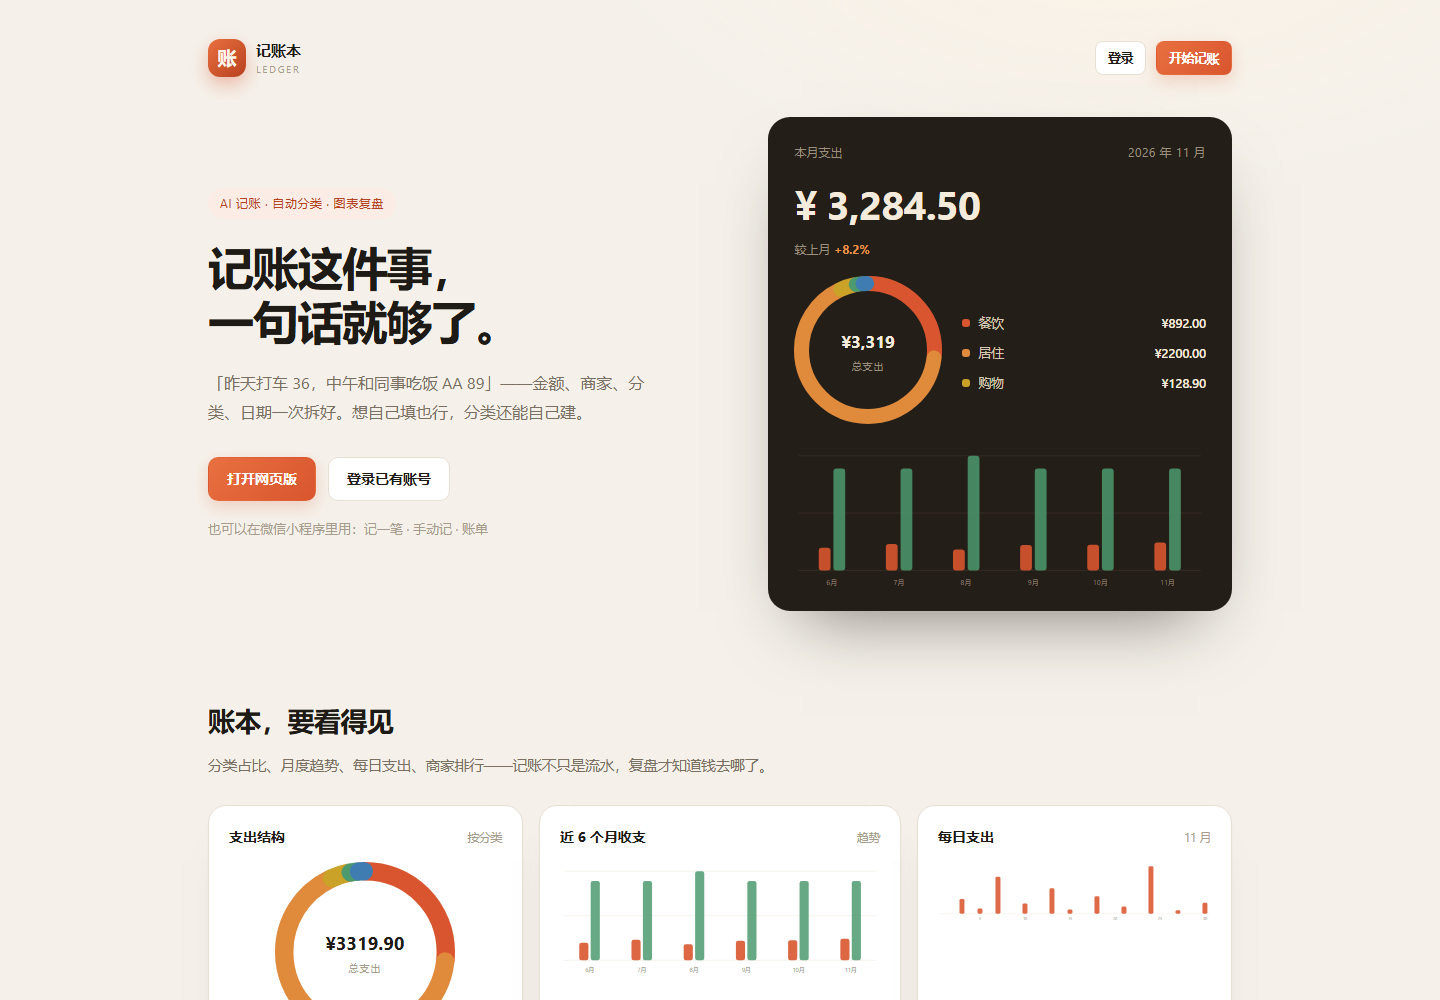 账
记账本
LEDGER
登录
开始记账
AI 记账 · 自动分类 · 图表复盘
记账这件事，
一句话就够了。
「昨天打车 36，中午和同事吃饭 AA 89」——金额、商家、分
类、日期一次拆好。想自己填也行，分类还能自己建。
打开网页版
登录已有账号
也可以在微信小程序里用：记一笔 · 手动记 · 账单
本月支出
2026 年 11 月
¥ 3,284.50
较上月 +8.2%
¥3,319
总支出
餐饮
¥892.00
居住
¥2200.00
购物
¥128.90
6月
7月
8月
9月
10月
11月
账本，要看得见
分类占比、月度趋势、每日支出、商家排行——记账不只是流水，复盘才知道钱去哪了。
支出结构
按分类
¥3319.90
总支出
近 6 个月收支
趋势
6月
7月
8月
9月
10月
11月
每日支出
11 月